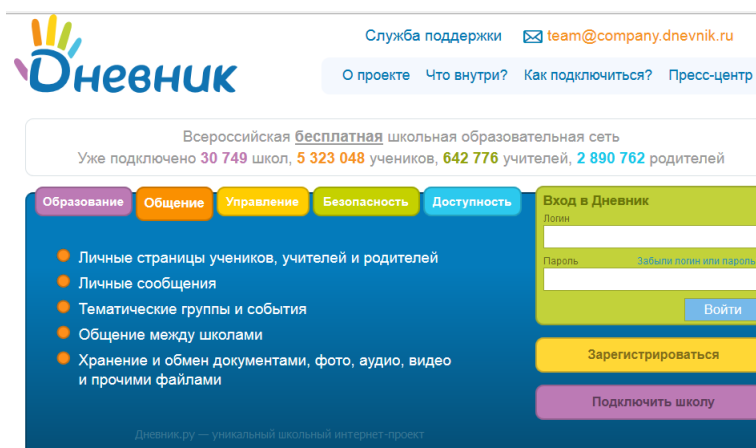 Дневник
Служба поддержки team@company.dnevnik.ru
О проекте Что внутри? Как подключиться? Пресс-центр
Всероссийская бесплатная школьная образовательная сеть
Уже подключено 30 749 школ, 5 323 048 учеников, 642 776 учителей, 2 890 762 родителей
Образование Общение Управление Безопасность Доступность
Личные страницы учеников, учителей и родителей
Личные сообщения
Тематические группы и события
Общение между школами
Хранение и обмен документами, фото, аудио, видео
и прочими файлами
Дневник.ру — уникальный школьный интернет-проект
Вход в Дневник
Логин
Пароль Забыли логин или пароль
Войти
Зарегистрироваться
Подключить школу